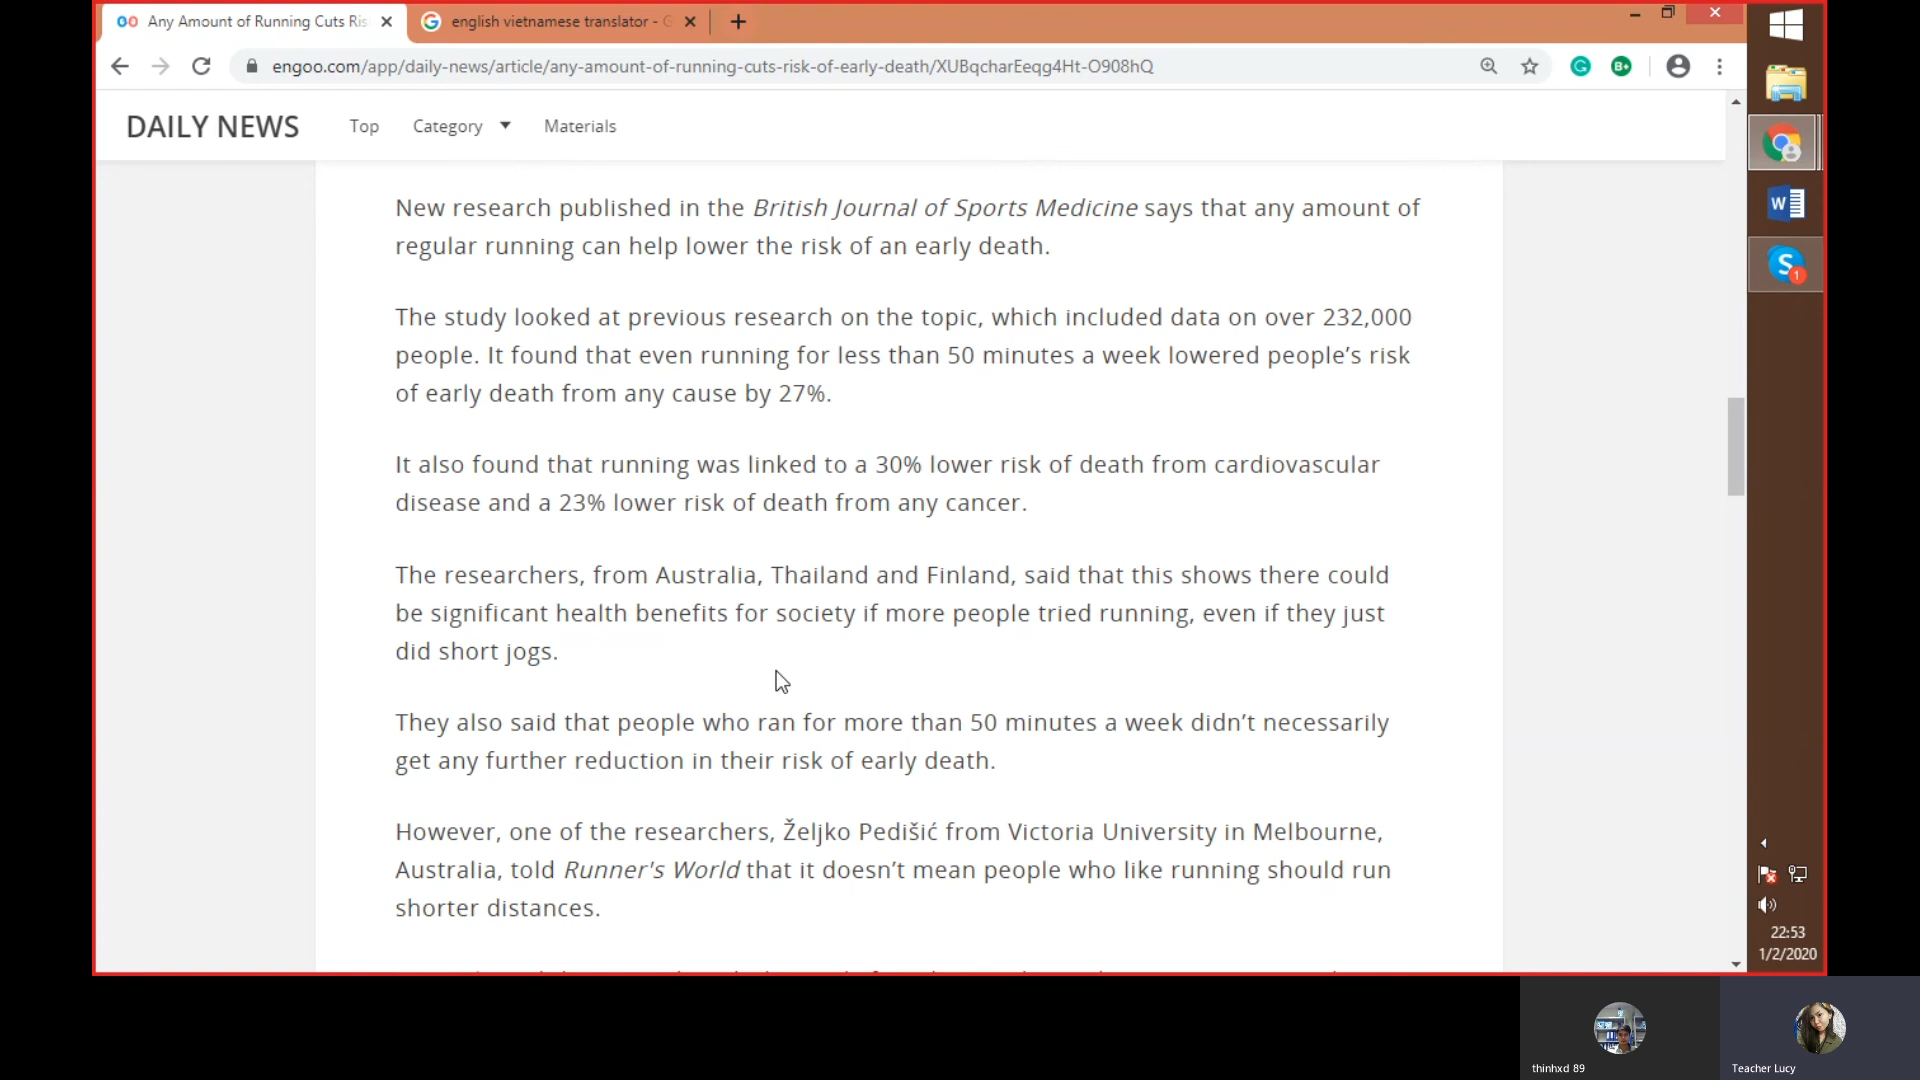 Any Amount of Running Cuts Ris
english vietnamese translator - G
engoo.com/app/daily-news/article/any-amount-of-running-cuts-risk-of-early-death/XUBqcharEeqg4Ht-O908hQ
DAILY NEWS
Top
Category
Materials
New research published in the British Journal of Sports Medicine says that any amount of
regular running can help lower the risk of an early death.
The study looked at previous research on the topic, which included data on over 232,000
people. It found that even running for less than 50 minutes a week lowered people’s risk
of early death from any cause by 27%.
It also found that running was linked to a 30% lower risk of death from cardiovascular
disease and a 23% lower risk of death from any cancer.
The researchers, from Australia, Thailand and Finland, said that this shows there could
be significant health benefits for society if more people tried running, even if they just
did short jogs.
They also said that people who ran for more than 50 minutes a week didn’t necessarily
get any further reduction in their risk of early death.
However, one of the researchers, Željko Pedišić from Victoria University in Melbourne,
Australia, told Runner's World that it doesn’t mean people who like running should run
shorter distances.
B+
W
S
1
22:53
1/2/2020
thinhxd 89
Teacher Lucy